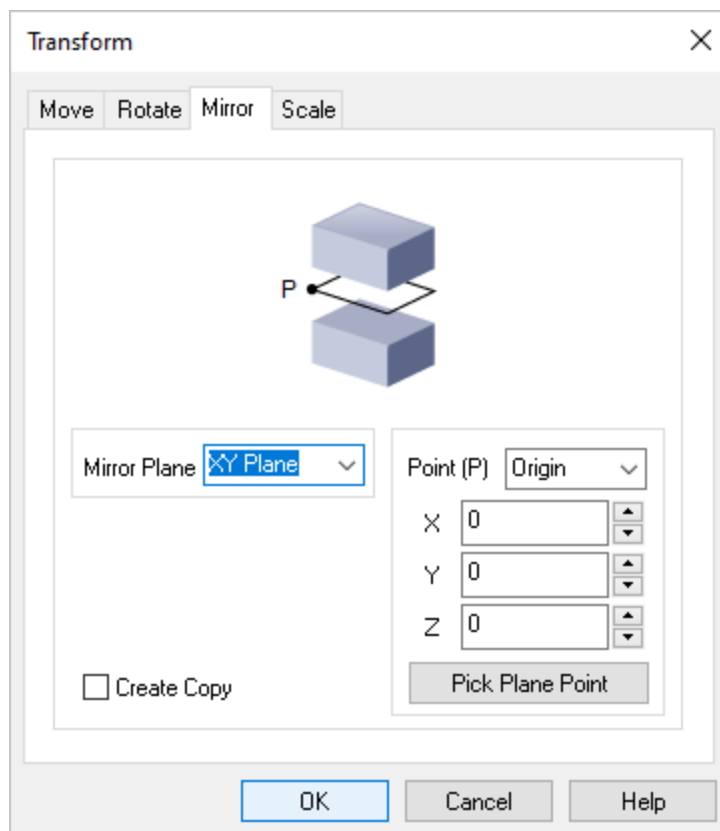 Transform
Move Rotate Mirror Scale
P
Mirror Plane XY Plane
Point (P) Origin
X 0
Y 0
Z 0
Create Copy
Pick Plane Point
OK Cancel Help